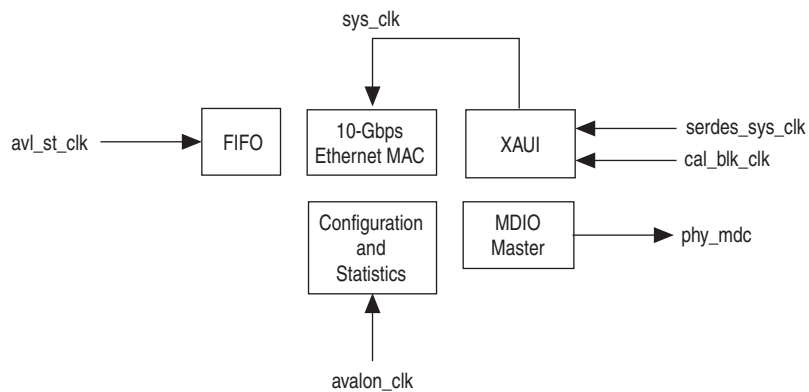 sys_clk
avl_st_clk
FIFO
10-Gbps
Ethernet MAC
XAUI
serdes_sys_clk
cal_blk_clk
Configuration
and
Statistics
MDIO
Master
phy_mdc
avalon_clk